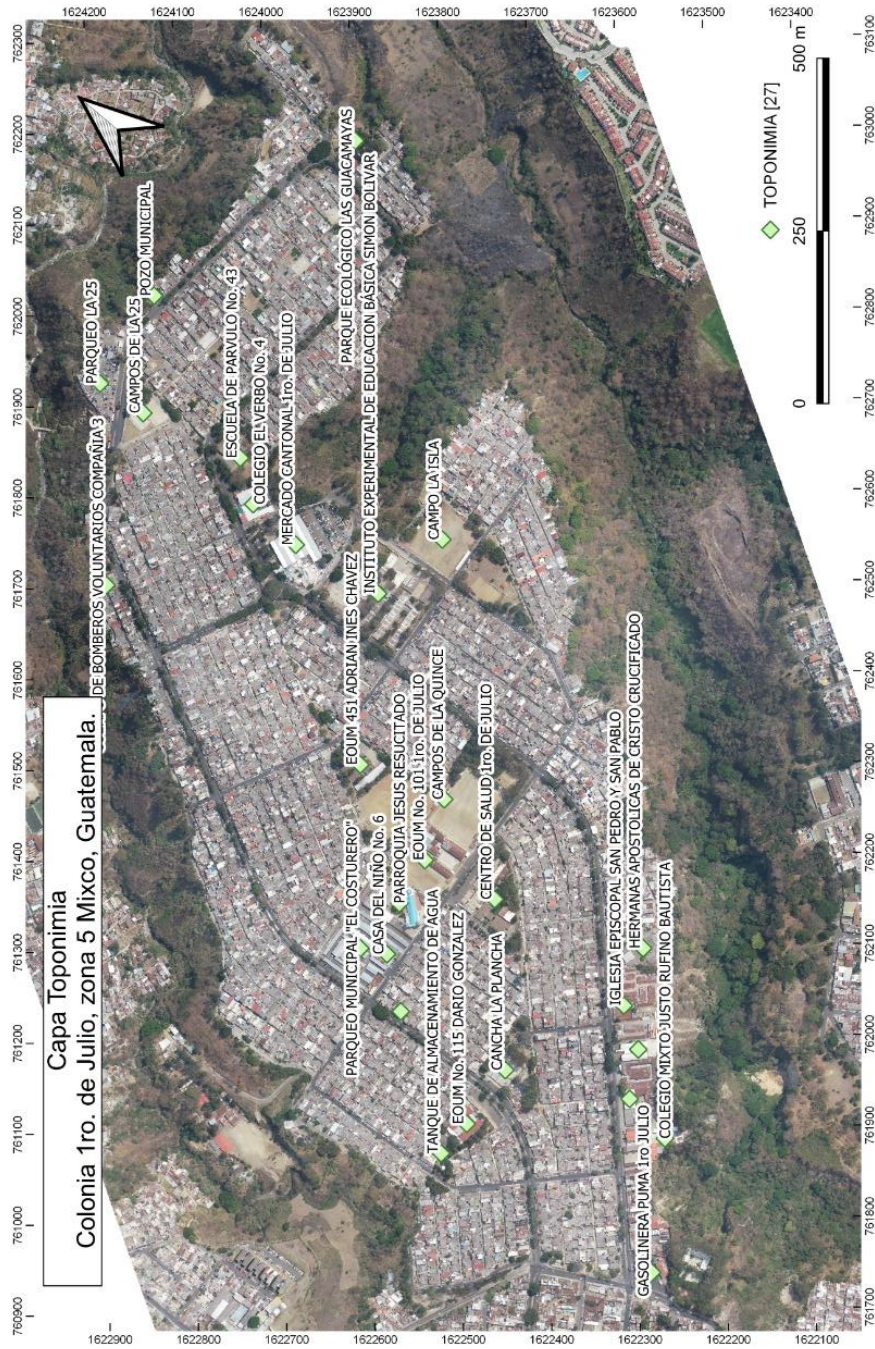 Capa Toponimia
Colonia 1ro. de Julio, zona 5 Mixco, Guatemala.
DE BOMBEROS VOLUNTARIOS COMPAÑIA 3
PARQUEO LA 25
CAMPOS DE LA 25
POZO MUNICIPAL
ESCUELA DE PARVULO No. 43
COLEGIO EL VERBO No. 4
MERCADO CANTONAL 1ro. DE JULIO
PARQUE ECOLÓGICO LAS GUACAMAYAS
INSTITUTO EXPERIMENTAL DE EDUCACION BÁSICA SIMON BOLIVAR
CAMPO LA ISLA
EOUM 451 ADRIAN INES CHAVEZ
PARQUEO MUNICIPAL "EL COSTURERO"
CASA DEL NIÑO No. 6
PARROQUIA JESUS RESUCITADO
EOUM No. 101 1ro. DE JULIO
CAMPOS DE LA QUINCE
TANQUE DE ALMACENAMIENTO DE AGUA
EOUM No. 115 DARIO GONZALEZ
CENTRO DE SALUD 1ro. DE JULIO
CANCHA LA PLANCHA
IGLESIA EPISCOPAL SAN PEDRO Y SAN PABLO
HERMANAS APOSTOLICAS DE CRISTO CRUCIFICADO
GASOLINERA PUMA 1ro JULIO
COLEGIO MIXTO JUSTO RUFINO BAUTISTA
TOPONIMIA [27]
0 250 500 m
760900 761000 761100 761200 761300 761400 761500 761600 761700 761800 761900 762000 762100 762200 762300
1624200 1624100 1624000 1623900 1623800 1623700 1623600 1623500 1623400
761700 761800 761900 762000 762100 762200 762300 762400 762500 762600 762700 762800 762900 763000 763100
1622900 1622800 1622700 1622600 1622500 1622400 1622300 1622200 1622100